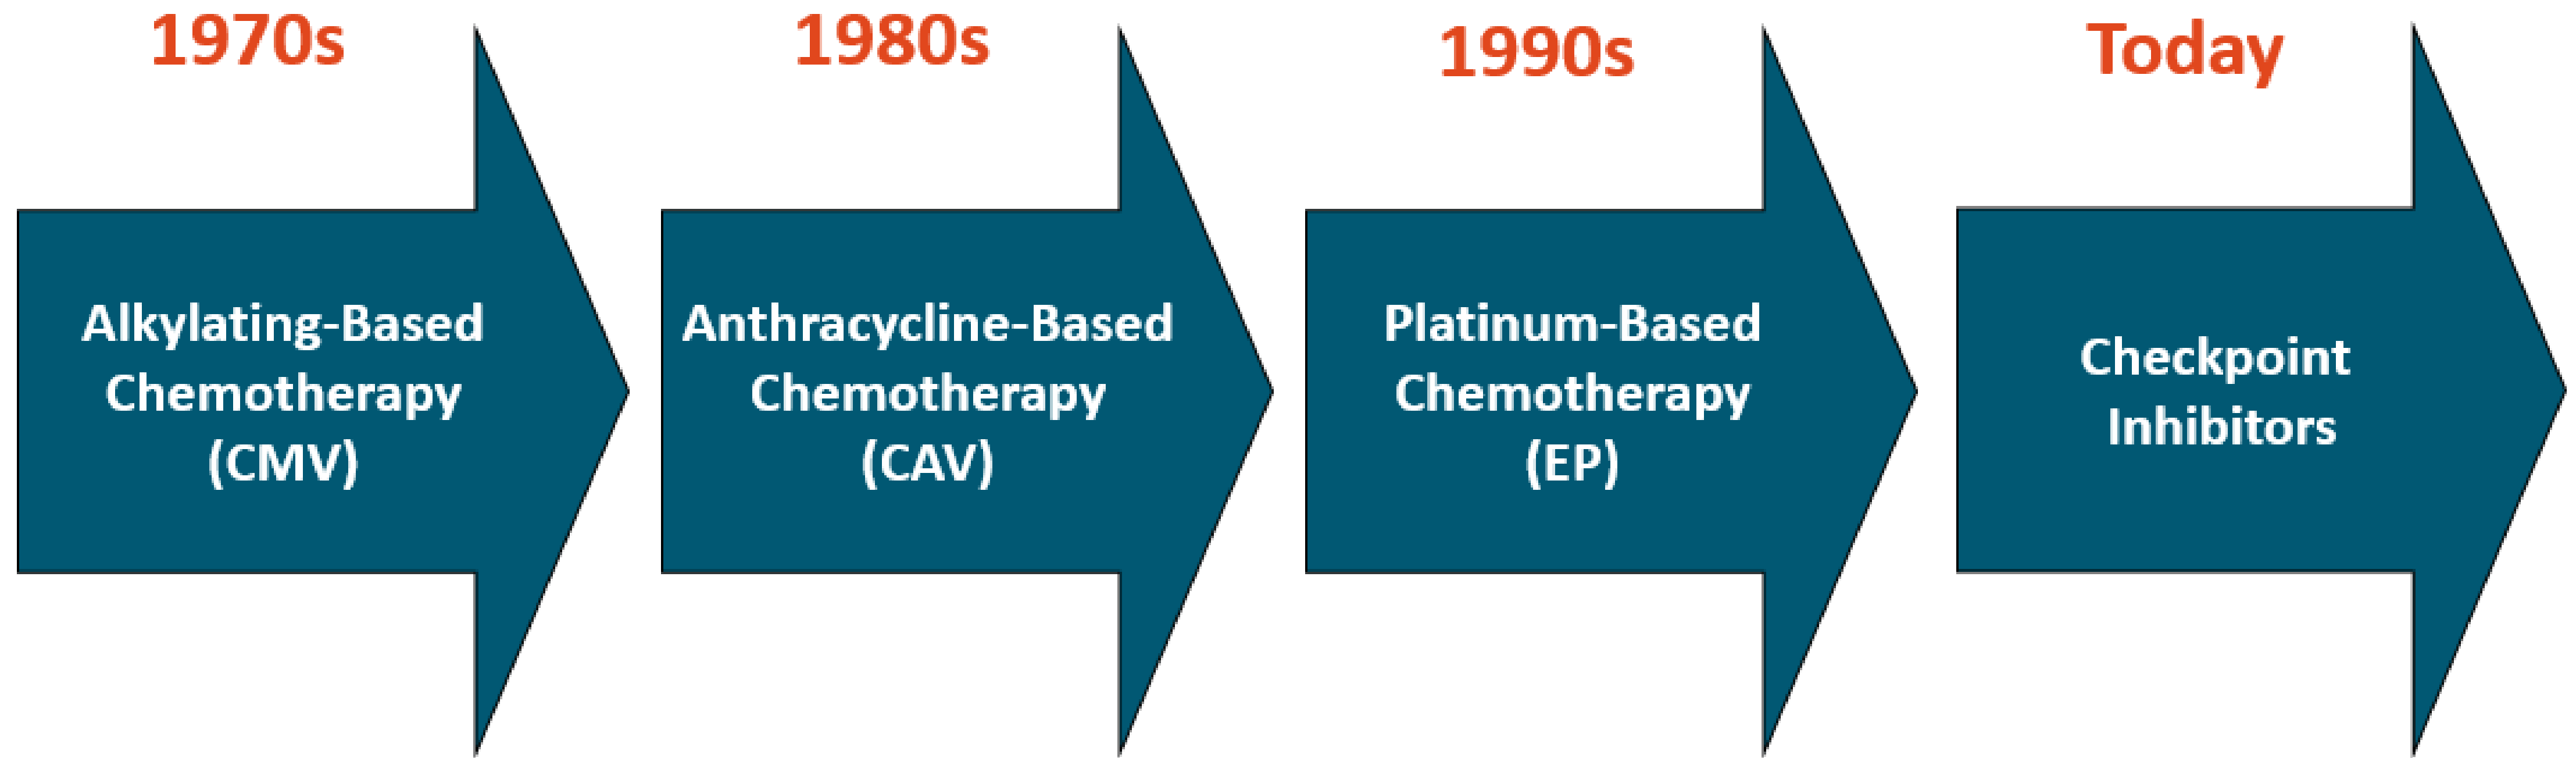 1970s
Alkylating-Based
Chemotherapy
(CMV)
1980s
Anthracycline-Based
Chemotherapy
(CAV)
1990s
Platinum-Based
Chemotherapy
(EP)
Today
Checkpoint
Inhibitors